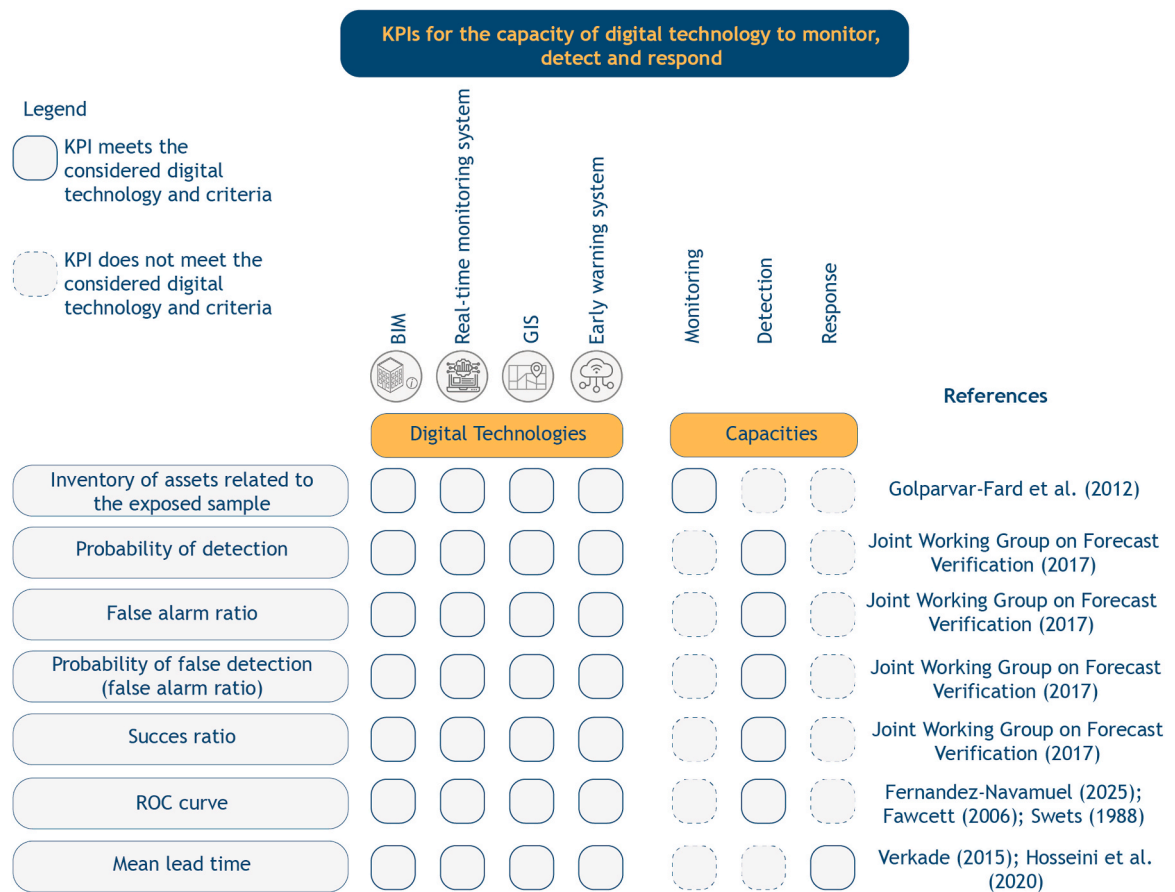 KPIs for the capacity of digital technology to monitor,
detect and respond
Legend
KPI meets the
considered digital
technology and criteria
KPI does not meet the
considered digital
technology and criteria
BIM
Real-time monitoring system
GIS
Early warning system
Monitoring
Detection
Response
i
References
Digital Technologies
Capacities
Inventory of assets related to
the exposed sample
Golparvar-Fard et al. (2012)
Probability of detection
Joint Working Group on Forecast
Verification (2017)
False alarm ratio
Joint Working Group on Forecast
Verification (2017)
Probability of false detection
(false alarm ratio)
Joint Working Group on Forecast
Verification (2017)
Succes ratio
Joint Working Group on Forecast
Verification (2017)
ROC curve
Fernandez-Navamuel (2025);
Fawcett (2006); Swets (1988)
Mean lead time
Verkade (2015); Hosseini et al.
(2020)